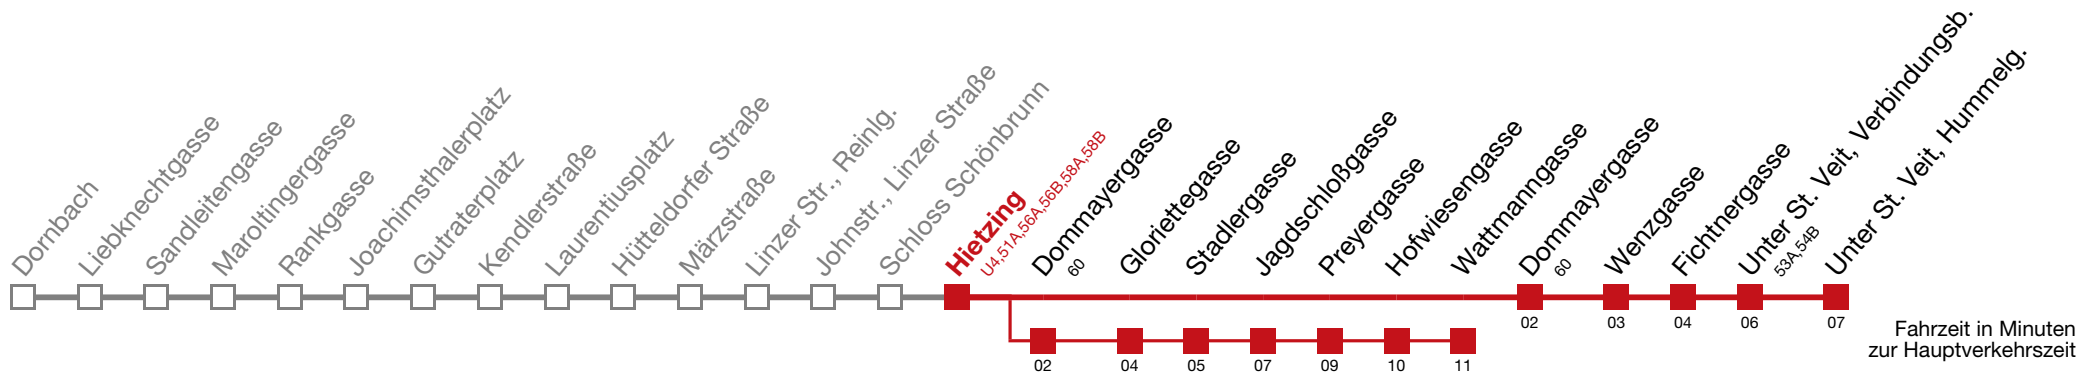 Dornbach
Liebknechtgasse
Sandleitengasse
Maroltingergasse
Rankgasse
Joachimsthalerplatz
Gutraterplatz
Kendlerstraße
Laurentiusplatz
Hütteldorfer Straße
Märzstraße
Linzer Str., Reinlg.
Johnstr., Linzer Straße
Schloss Schönbrunn
Hietzing
U4,51A,56A,56B,58A,58B
Dommayergasse
60
Gloriettegasse
Stadlergasse
Jagdschloßgasse
Preyergasse
Hofwiesengasse
Wattmanngasse
Dommayergasse
60
Wenzgasse
Fichtnergasse
Unter St. Veit, Verbindungsb.
53A,54B
Unter St. Veit, Hummelg.
02 03 04 06 07
02 04 05 07 09 10 11
Fahrzeit in Minuten
zur Hauptverkehrszeit